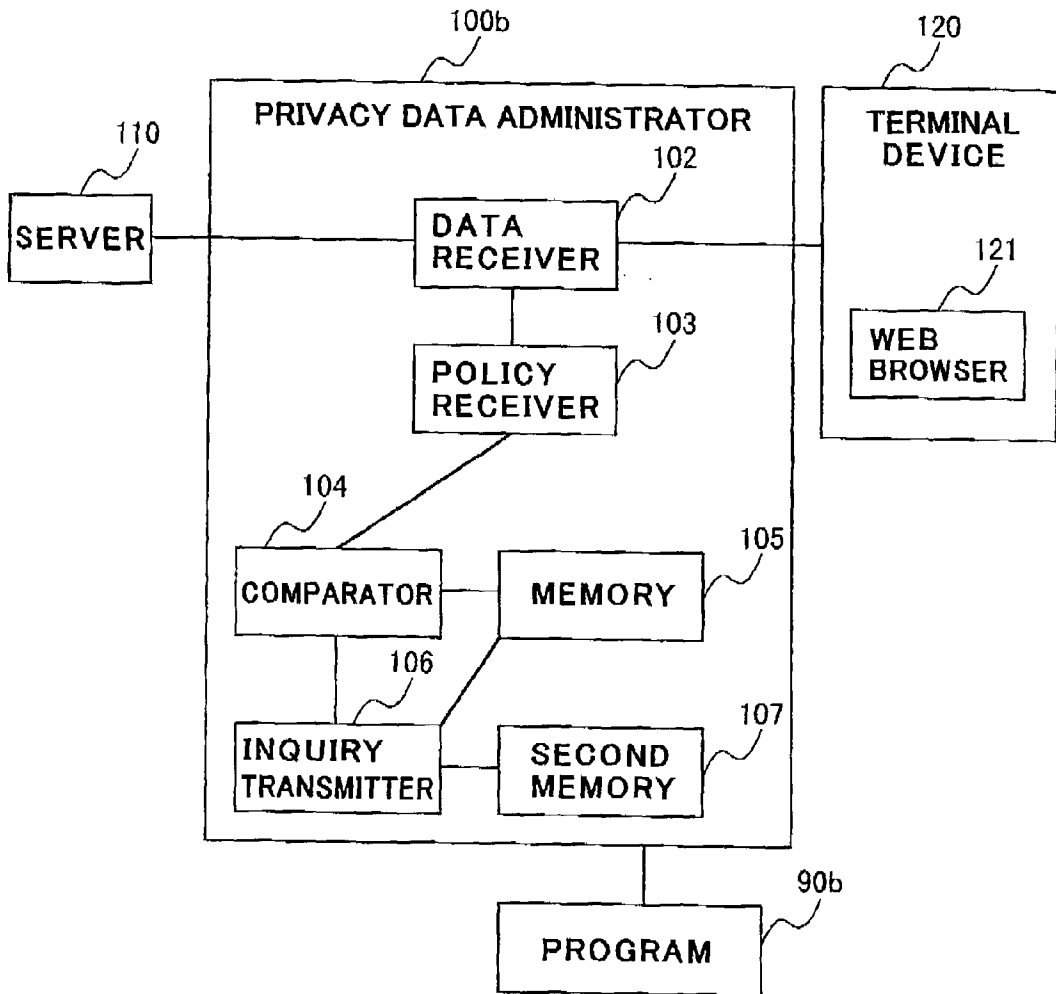 100b
120
PRIVACY DATA ADMINISTRATOR
TERMINAL
DEVICE
110
102
SERVER
DATA
RECEIVER
121
103
WEB
BROWSER
POLICY
RECEIVER
104
105
COMPARATOR
MEMORY
106
107
INQUIRY
TRANSMITTER
SECOND
MEMORY
90b
PROGRAM